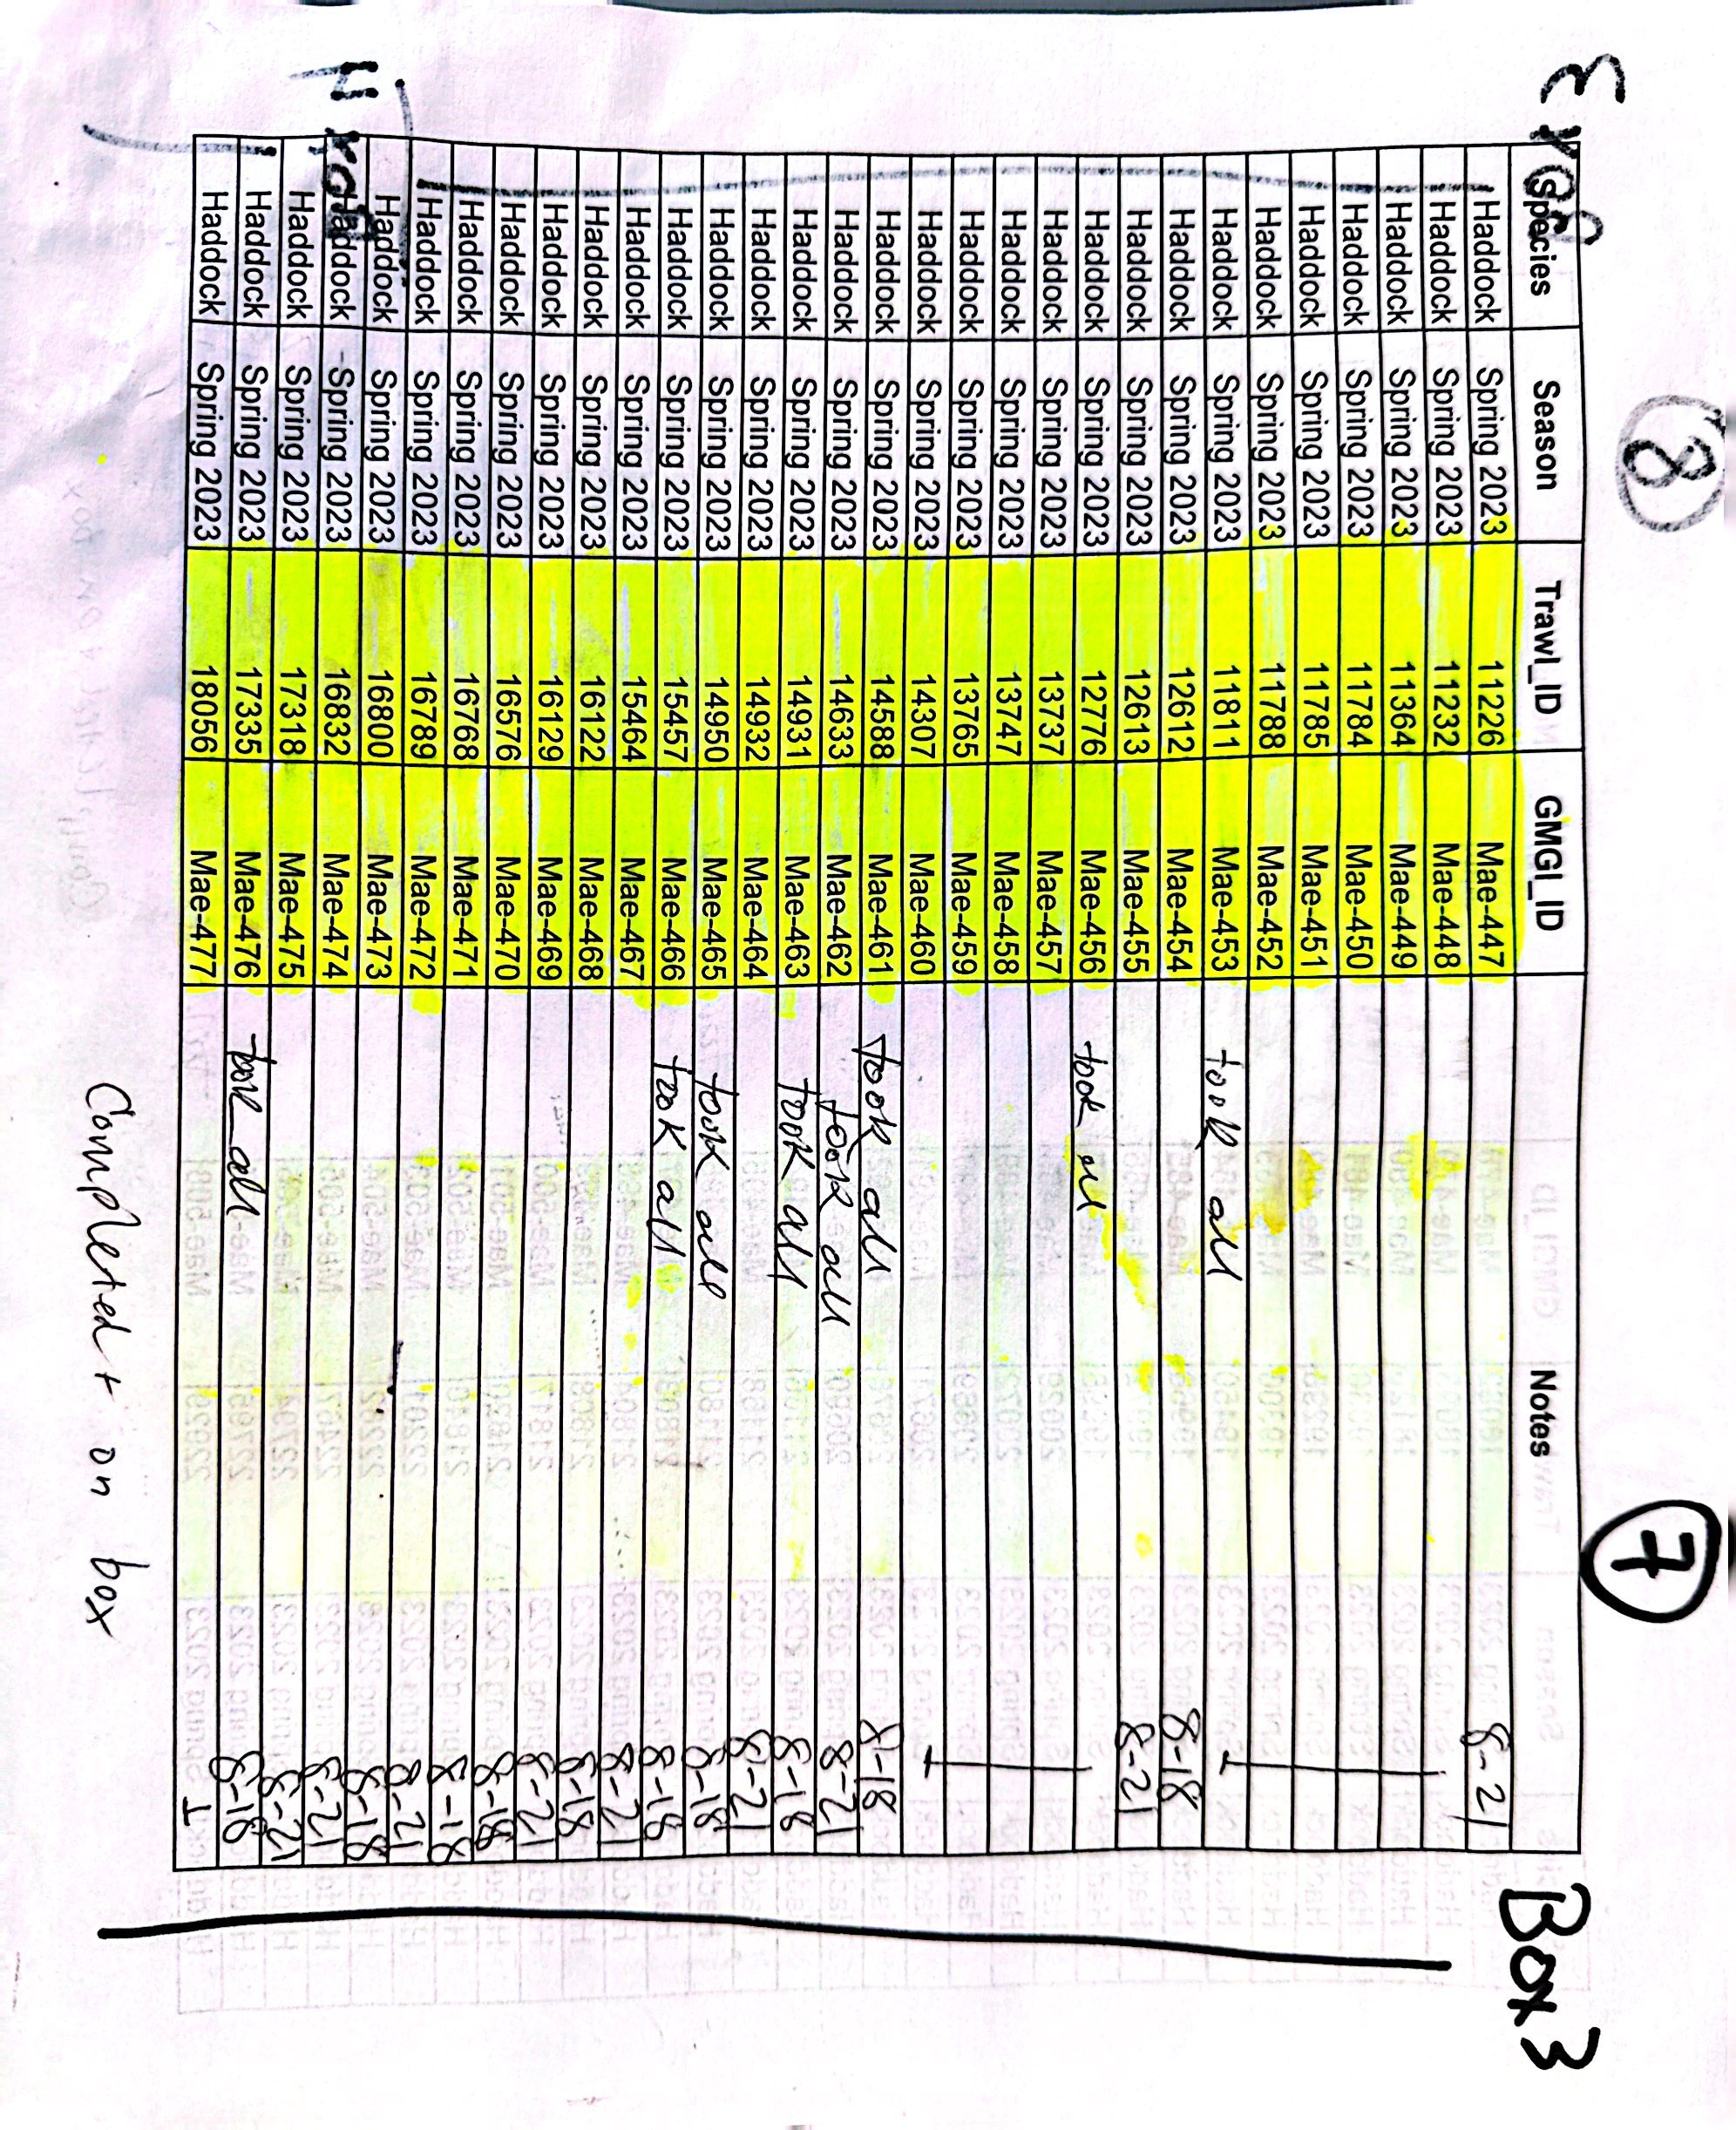 8
7
Box 3
Species Season Trawl_ID GMGI_ID Notes
Haddock Spring 2023 11226 Mae-447 8-21
Haddock Spring 2023 11232 Mae-448
Haddock Spring 2023 11364 Mae-449
Haddock Spring 2023 11784 Mae-450
Haddock Spring 2023 11785 Mae-451
Haddock Spring 2023 11788 Mae-452
Haddock Spring 2023 11811 Mae-453 took all
Haddock Spring 2023 12612 Mae-454 8-18
Haddock Spring 2023 12613 Mae-455 8-21
Haddock Spring 2023 12776 Mae-456 took all
Haddock Spring 2023 13737 Mae-457
Haddock Spring 2023 13747 Mae-458
Haddock Spring 2023 13765 Mae-459
Haddock Spring 2023 14307 Mae-460
Haddock Spring 2023 14588 Mae-461 took all 8-18
Haddock Spring 2023 14633 Mae-462 took all 8-21
Haddock Spring 2023 14931 Mae-463 took all 8-18
Haddock Spring 2023 14932 Mae-464 8-21
Haddock Spring 2023 14950 Mae-465 took all 8-18
Haddock Spring 2023 15457 Mae-466 took all 8-18
Haddock Spring 2023 15464 Mae-467 8-21
Haddock Spring 2023 16122 Mae-468 8-18
Haddock Spring 2023 16129 Mae-469 8-21
Haddock Spring 2023 16576 Mae-470 8-18
Haddock Spring 2023 16768 Mae-471 8-18
Haddock Spring 2023 16789 Mae-472 8-21
Haddock Spring 2023 16800 Mae-473 8-18
Haddock Spring 2023 16832 Mae-474 8-21
Haddock Spring 2023 17318 Mae-475 8-21
Haddock Spring 2023 17335 Mae-476 took all 8-18
Haddock Spring 2023 18056 Mae-477
Completed + on box